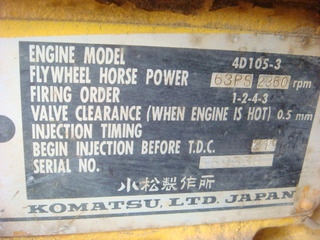 ENGINE MODEL 4D105-3
FLYWHEEL HORSE POWER 63PS 2350 rpm
FIRING ORDER 1-2-4-3
VALVE CLEARANCE (WHEN ENGINE IS HOT) 0.5 mm
INJECTION TIMING
BEGIN INJECTION BEFORE T.D.C.
SERIAL NO.
小松製作所
KOMATSU, LTD. JAPAN